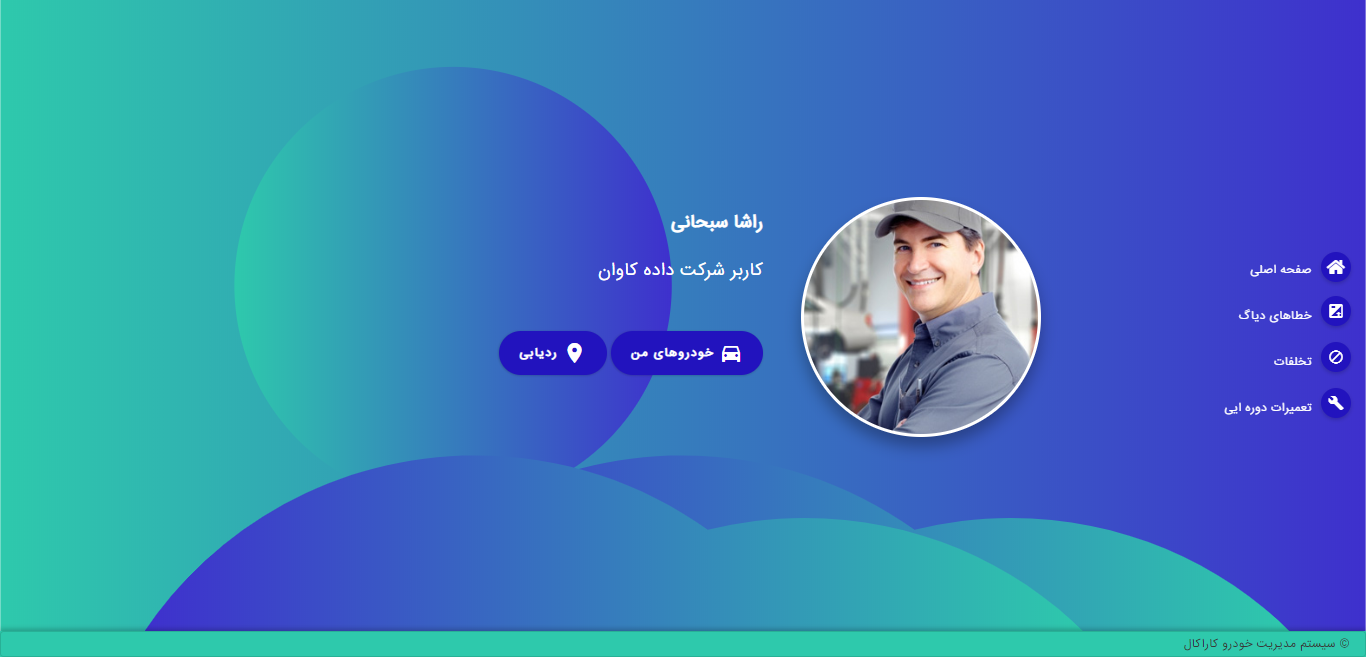 راشا سبحانی
کاربر شرکت داده کاوان
خودروهای من
ردیابی
صفحه اصلی
خطاهای دیاگ
تخلفات
تعمیرات دوره ایی
© سیستم مدیریت خودرو کاراکال